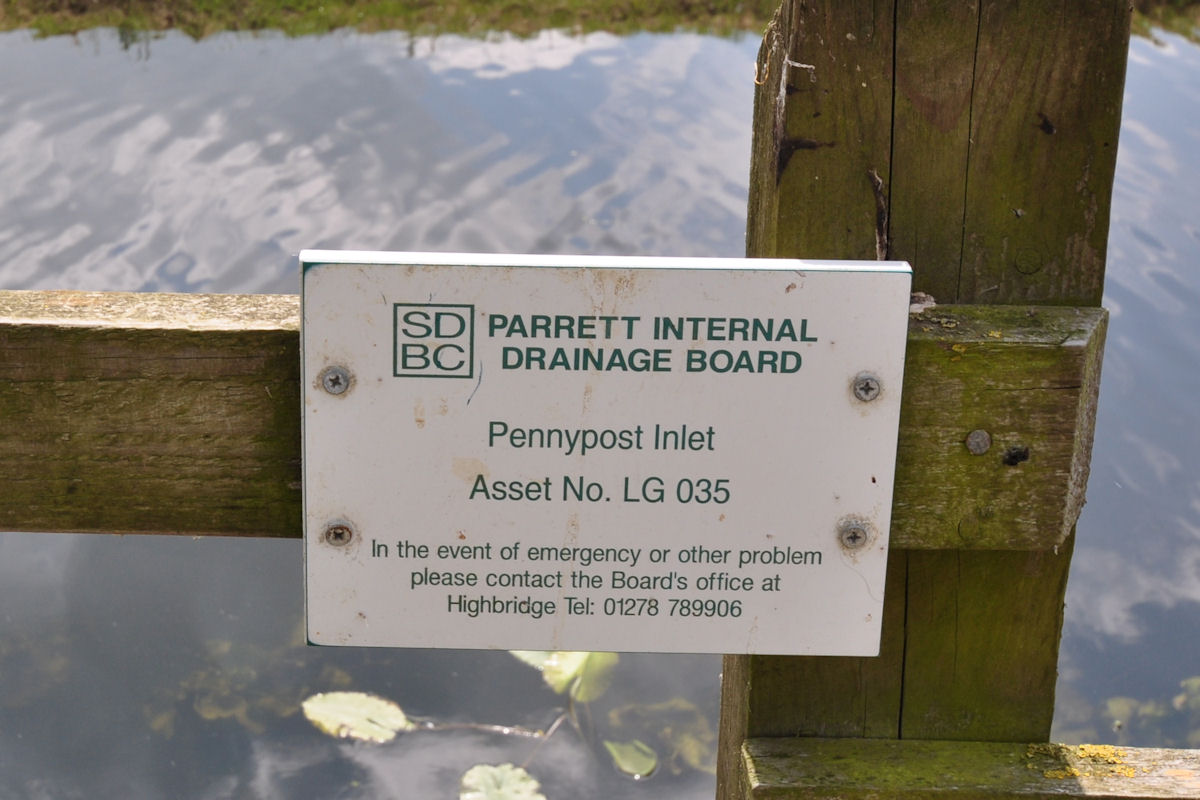 SD
BC
PARRETT INTERNAL
DRAINAGE BOARD
Pennypost Inlet
Asset No. LG 035
In the event of emergency or other problem
please contact the Board's office at
Highbridge Tel: 01278 789906